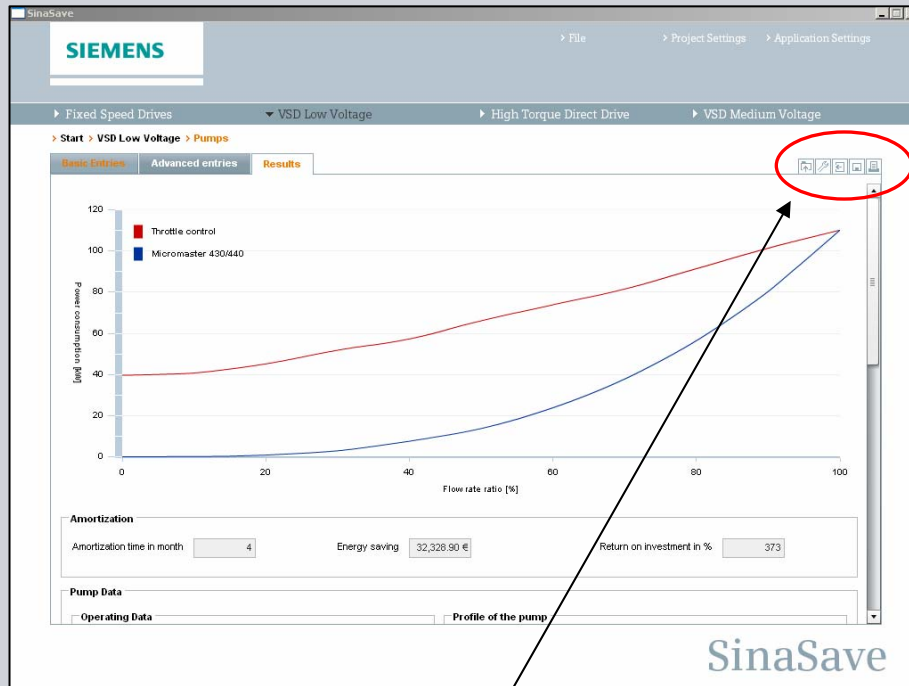 SinaSave
SIEMENS
> File > Project Settings > Application Settings
Fixed Speed Drives VSD Low Voltage High Torque Direct Drive VSD Medium Voltage
> Start > VSD Low Voltage > Pumps
Basic Entries Advanced entries Results
120
100
80
60
40
20
0
Power consumption [kW]
Throttle control
Micromaster 430/440
0 20 40 60 80 100
Flow rate ratio [%]
Amortization
Amortization time in month 4 Energy saving 32,328.90 € Return on investment in % 373
Pump Data
Operating Data Profile of the pump
SinaSave